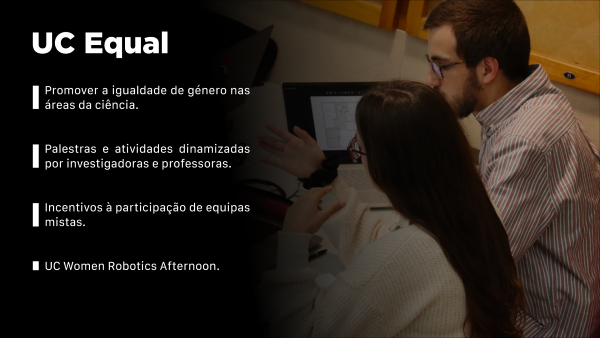 UC Equal
Promover a igualdade de género nas
áreas da ciência.
Palestras e atividades dinamizadas
por investigadoras e professoras.
Incentivos à participação de equipas
mistas.
UC Women Robotics Afternoon.